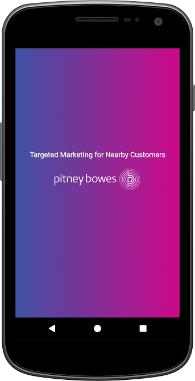 Targeted Marketing for Nearby Customers
pitney bowes